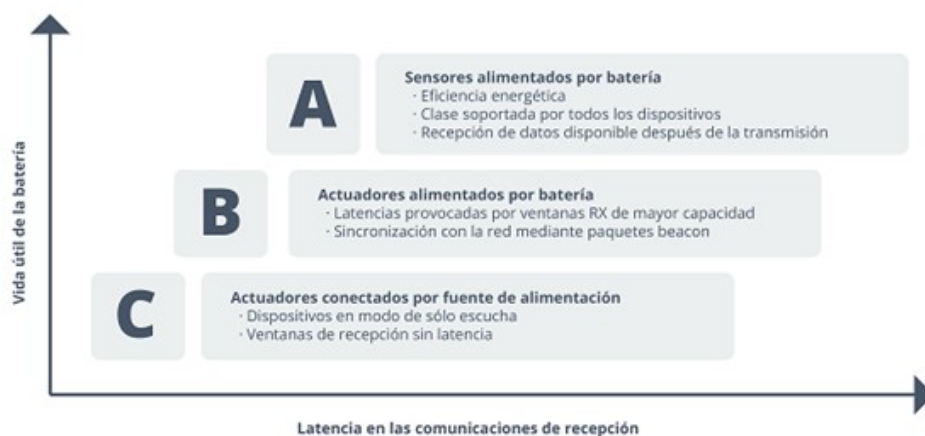 Vida útil de la batería
A
Sensores alimentados por batería
· Eficiencia energética
· Clase soportada por todos los dispositivos
· Recepción de datos disponible después de la transmisión
B
Actuadores alimentados por batería
· Latencias provocadas por ventanas RX de mayor capacidad
· Sincronización con la red mediante paquetes beacon
C
Actuadores conectados por fuente de alimentación
· Dispositivos en modo de sólo escucha
· Ventanas de recepción sin latencia
Latencia en las comunicaciones de recepción